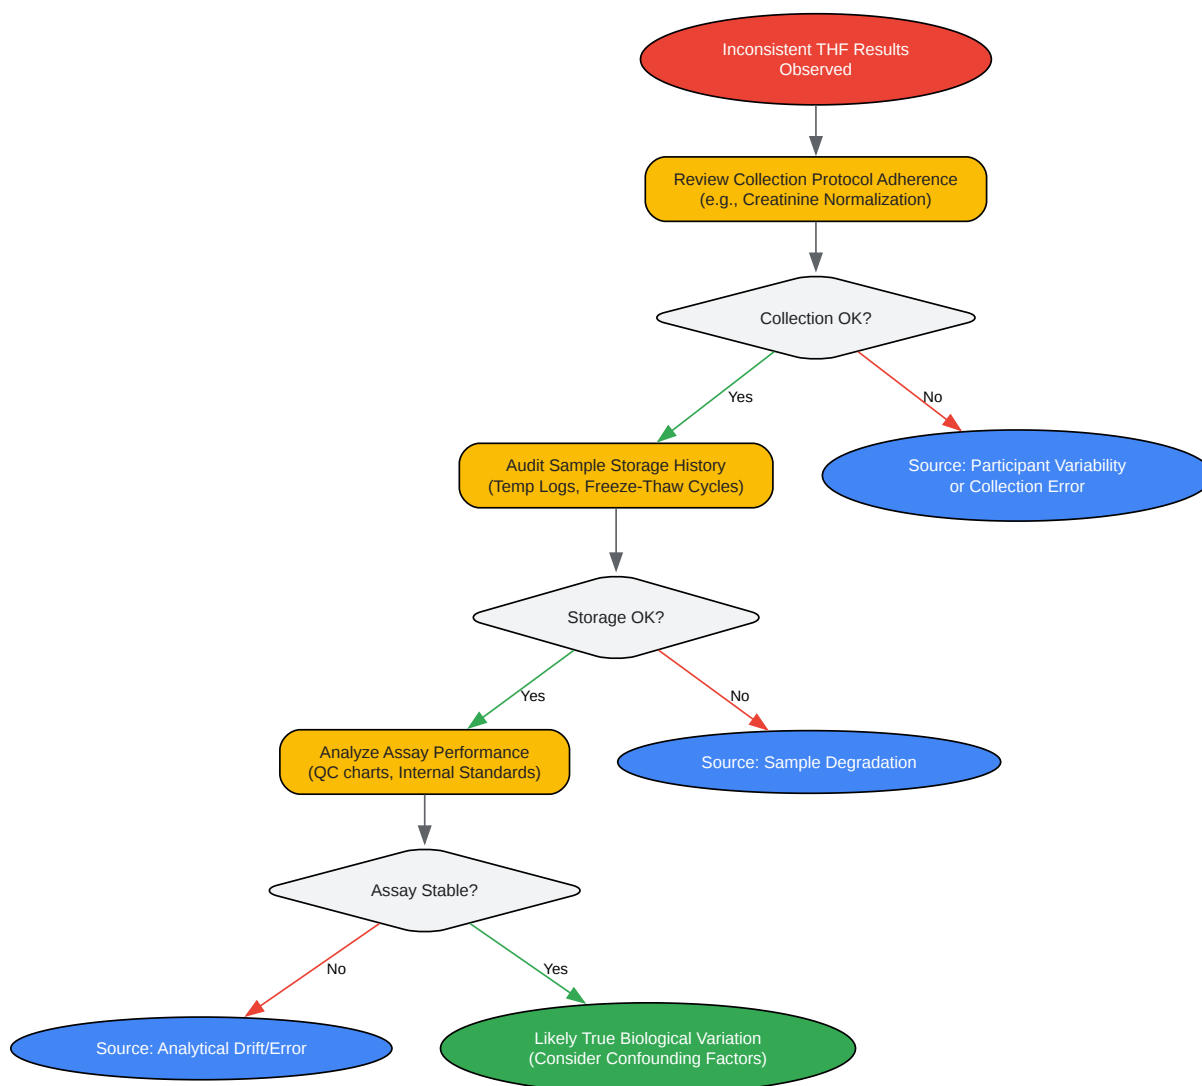 Inconsistent THF Results
Observed
Review Collection Protocol Adherence
(e.g., Creatinine Normalization)
Collection OK?
Yes
No
Audit Sample Storage History
(Temp Logs, Freeze-Thaw Cycles)
Source: Participant Variability
or Collection Error
Storage OK?
Yes
No
Analyze Assay Performance
(QC charts, Internal Standards)
Source: Sample Degradation
Assay Stable?
No
Yes
Source: Analytical Drift/Error
Likely True Biological Variation
(Consider Confounding Factors)